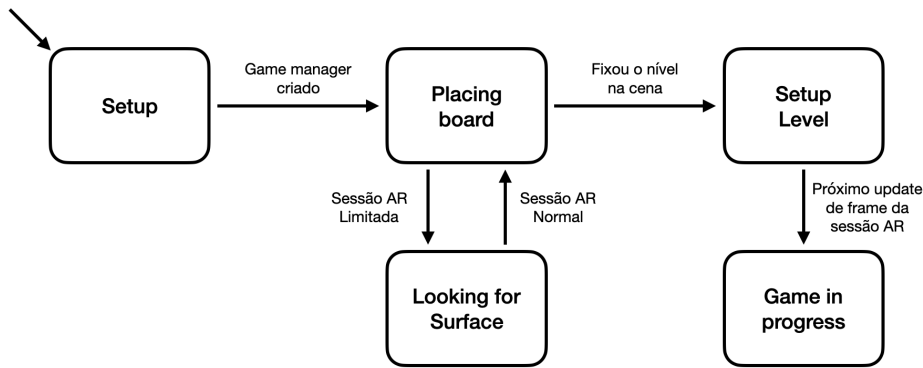 Setup
Game manager
criado
Placing
board
Fixou o nível
na cena
Setup
Level
Sessão AR
Limitada
Sessão AR
Normal
Próximo update
de frame da
sessão AR
Looking for
Surface
Game in
progress